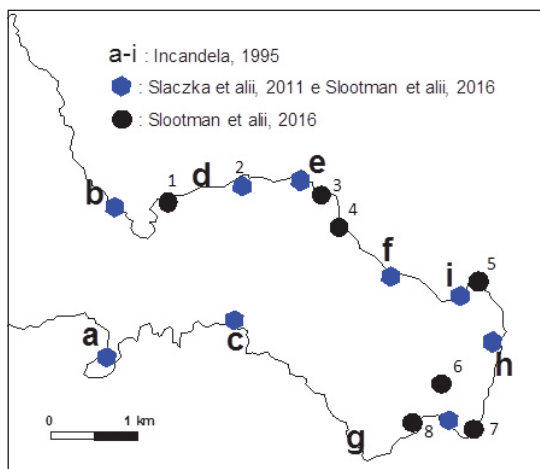 a-i : Incandela, 1995
: Slaczka et alii, 2011 e Slootman et alii, 2016
: Slootman et alii, 2016
b
1
d
2
e
3
4
f
i
5
a
c
h
6
g
8
7
0 1 km